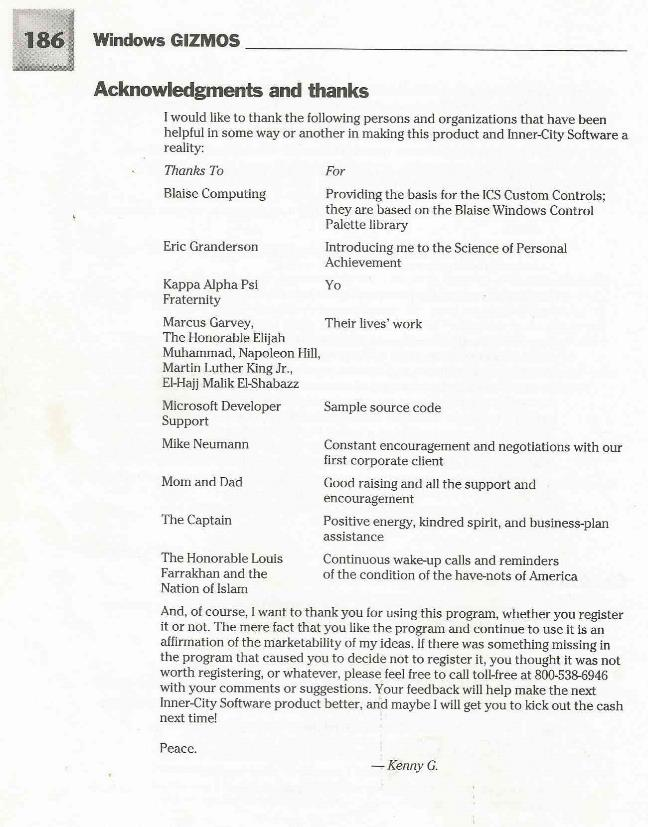 186 Windows GIZMOS
Acknowledgments and thanks
I would like to thank the following persons and organizations that have been
helpful in some way or another in making this product and Inner-City Software a
reality:
Thanks To For
Blaise Computing Providing the basis for the ICS Custom Controls;
they are based on the Blaise Windows Control
Palette library
Eric Granderson Introducing me to the Science of Personal
Achievement
Kappa Alpha Psi Yo
Fraternity
Marcus Garvey, Their lives' work
The Honorable Elijah
Muhammad, Napoleon Hill,
Martin Luther King Jr.,
El-Hajj Malik El-Shabazz
Microsoft Developer Sample source code
Support
Mike Neumann Constant encouragement and negotiations with our
first corporate client
Mom and Dad Good raising and all the support and
encouragement
The Captain Positive energy, kindred spirit, and business-plan
assistance
The Honorable Louis Continuous wake-up calls and reminders
Farrakhan and the of the condition of the have-nots of America
Nation of Islam
And, of course, I want to thank you for using this program, whether you register
it or not. The mere fact that you like the program and continue to use it is an
affirmation of the marketability of my ideas. If there was something missing in
the program that caused you to decide not to register it, you thought it was not
worth registering, or whatever, please feel free to call toll-free at 800-538-6946
with your comments or suggestions. Your feedback will help make the next
Inner-City Software product better, and maybe I will get you to kick out the cash
next time!
Peace.
— Kenny G.